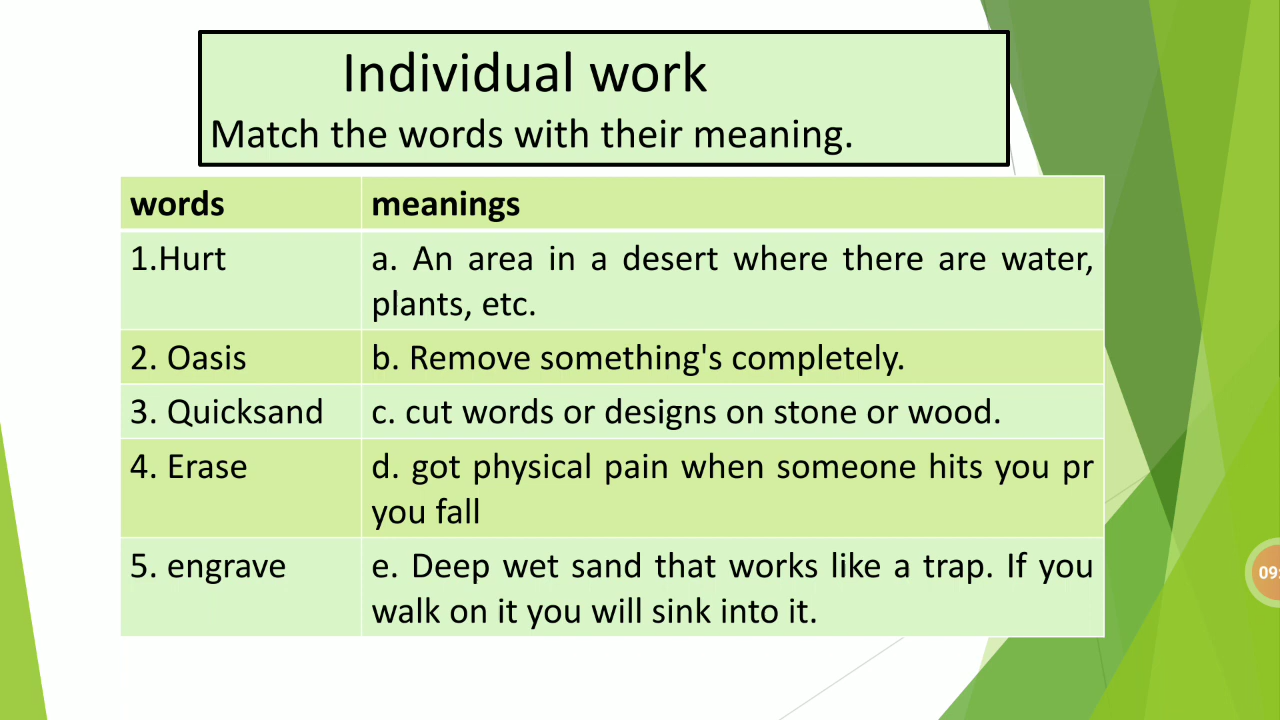 Individual work
Match the words with their meaning.
words meanings
1.Hurt a. An area in a desert where there are water,
plants, etc.
2. Oasis b. Remove something's completely.
3. Quicksand c. cut words or designs on stone or wood.
4. Erase d. got physical pain when someone hits you pr
you fall
5. engrave e. Deep wet sand that works like a trap. If you
walk on it you will sink into it.
09: